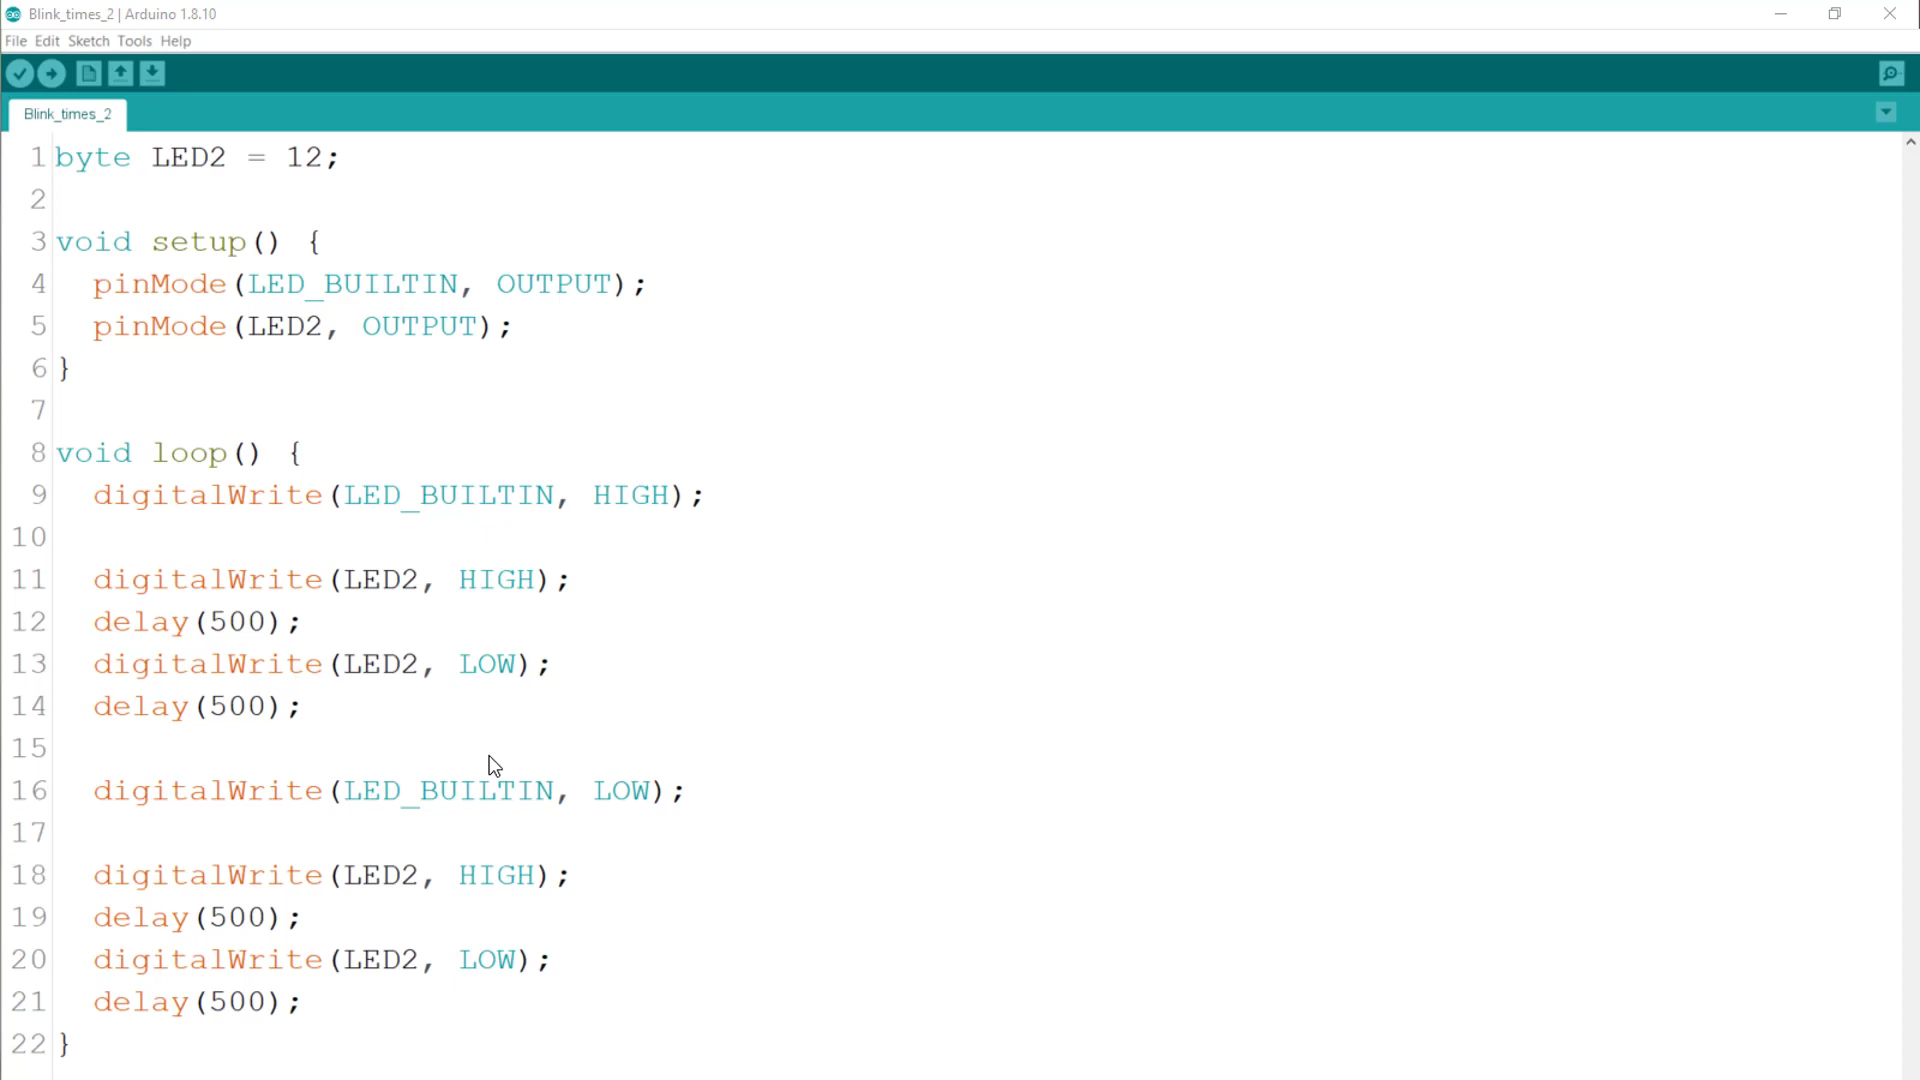 Blink_times_2 | Arduino 1.8.10
File Edit Sketch Tools Help
Blink_times_2
1 byte LED2 = 12;
2
3 void setup() {
4   pinMode(LED_BUILTIN, OUTPUT);
5   pinMode(LED2, OUTPUT);
6 }
7
8 void loop() {
9   digitalWrite(LED_BUILTIN, HIGH);
10
11   digitalWrite(LED2, HIGH);
12   delay(500);
13   digitalWrite(LED2, LOW);
14   delay(500);
15
16   digitalWrite(LED_BUILTIN, LOW);
17
18   digitalWrite(LED2, HIGH);
19   delay(500);
20   digitalWrite(LED2, LOW);
21   delay(500);
22 }